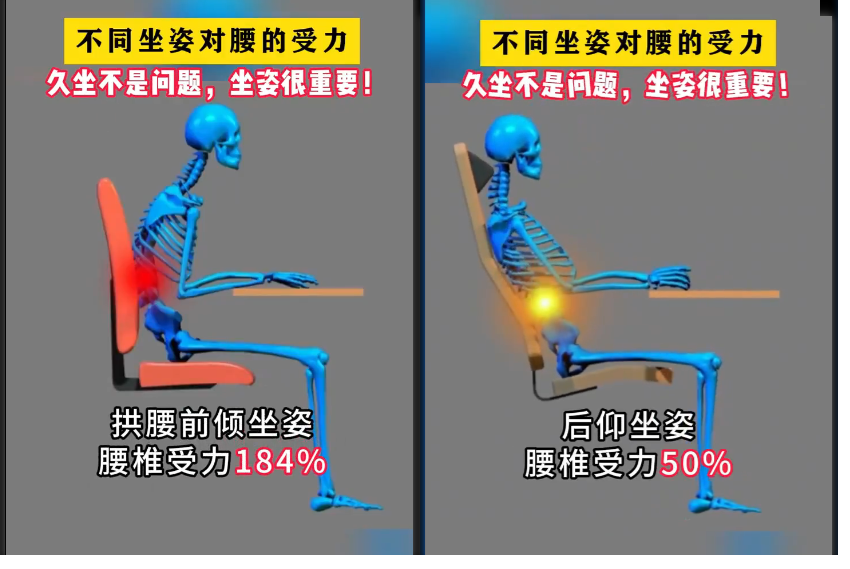 不同坐姿对腰的受力
久坐不是问题，坐姿很重要！
拱腰前倾坐姿
腰椎受力184%
不同坐姿对腰的受力
久坐不是问题，坐姿很重要！
后仰坐姿
腰椎受力50%